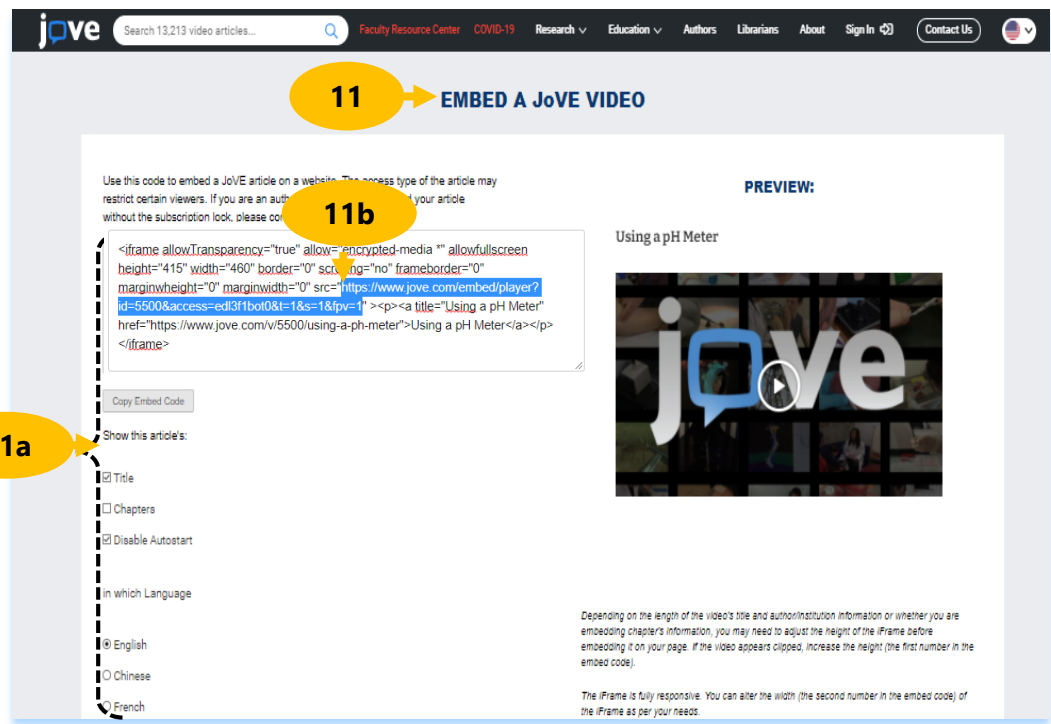 jove
Search 13,213 video articles...
Faculty Resource Center COVID-19 Research Education Authors Librarians About Sign In Contact Us
11
EMBED A JoVE VIDEO
Use this code to embed a JoVE article on a website. The access type of the article may
restrict certain viewers. If you are an auth your article
without the subscription lock, please co
11b
<iframe allowTransparency="true" allow="encrypted-media *" allowfullscreen
height="415" width="460" border="0" scrolling="no" frameborder="0"
marginwheight="0" marginwidth="0" src="https://www.jove.com/embed/player?
id=5500&access=edl3f1bot0&t=1&s=1&fpv=1" ><p><a title="Using a pH Meter"
href="https://www.jove.com/v/5500/using-a-ph-meter">Using a pH Meter</a></p>
</iframe>
Copy Embed Code
1a
Show this article's:
Title
Chapters
Disable Autostart
in which Language
English
Chinese
French
PREVIEW:
Using a pH Meter
jove
Depending on the length of the video's title and author/institution information or whether you are
embedding chapter's information, you may need to adjust the height of the iFrame before
embedding it on your page. If the video appears clipped, increase the height (the first number in the
embed code).
The iFrame is fully responsive. You can alter the width (the second number in the embed code) of
the iFrame as per your needs.